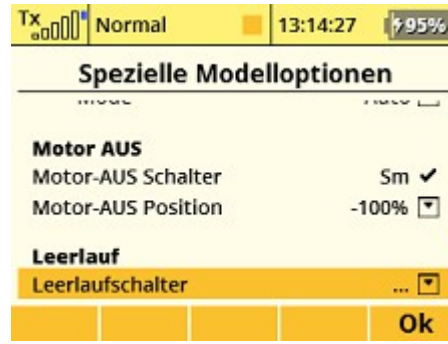 Tx Normal 13:14:27 95%
Spezielle Modelloptionen
Motor AUS
Motor-AUS Schalter Sm
Motor-AUS Position -100%
Leerlauf
Leerlaufschalter ...
Ok